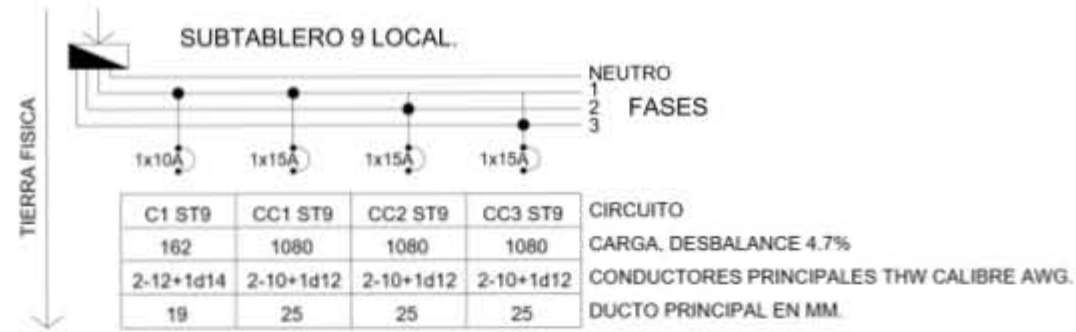 SUBTABLERO 9 LOCAL.
NEUTRO
1
2 FASES
3
TIERRA FISICA
1x10A 1x15A 1x15A 1x15A
C1 ST9 CC1 ST9 CC2 ST9 CC3 ST9 CIRCUITO
162 1080 1080 1080 CARGA, DESBALANCE 4.7%
2-12+1d14 2-10+1d12 2-10+1d12 2-10+1d12 CONDUCTORES PRINCIPALES THW CALIBRE AWG.
19 25 25 25 DUCTO PRINCIPAL EN MM.